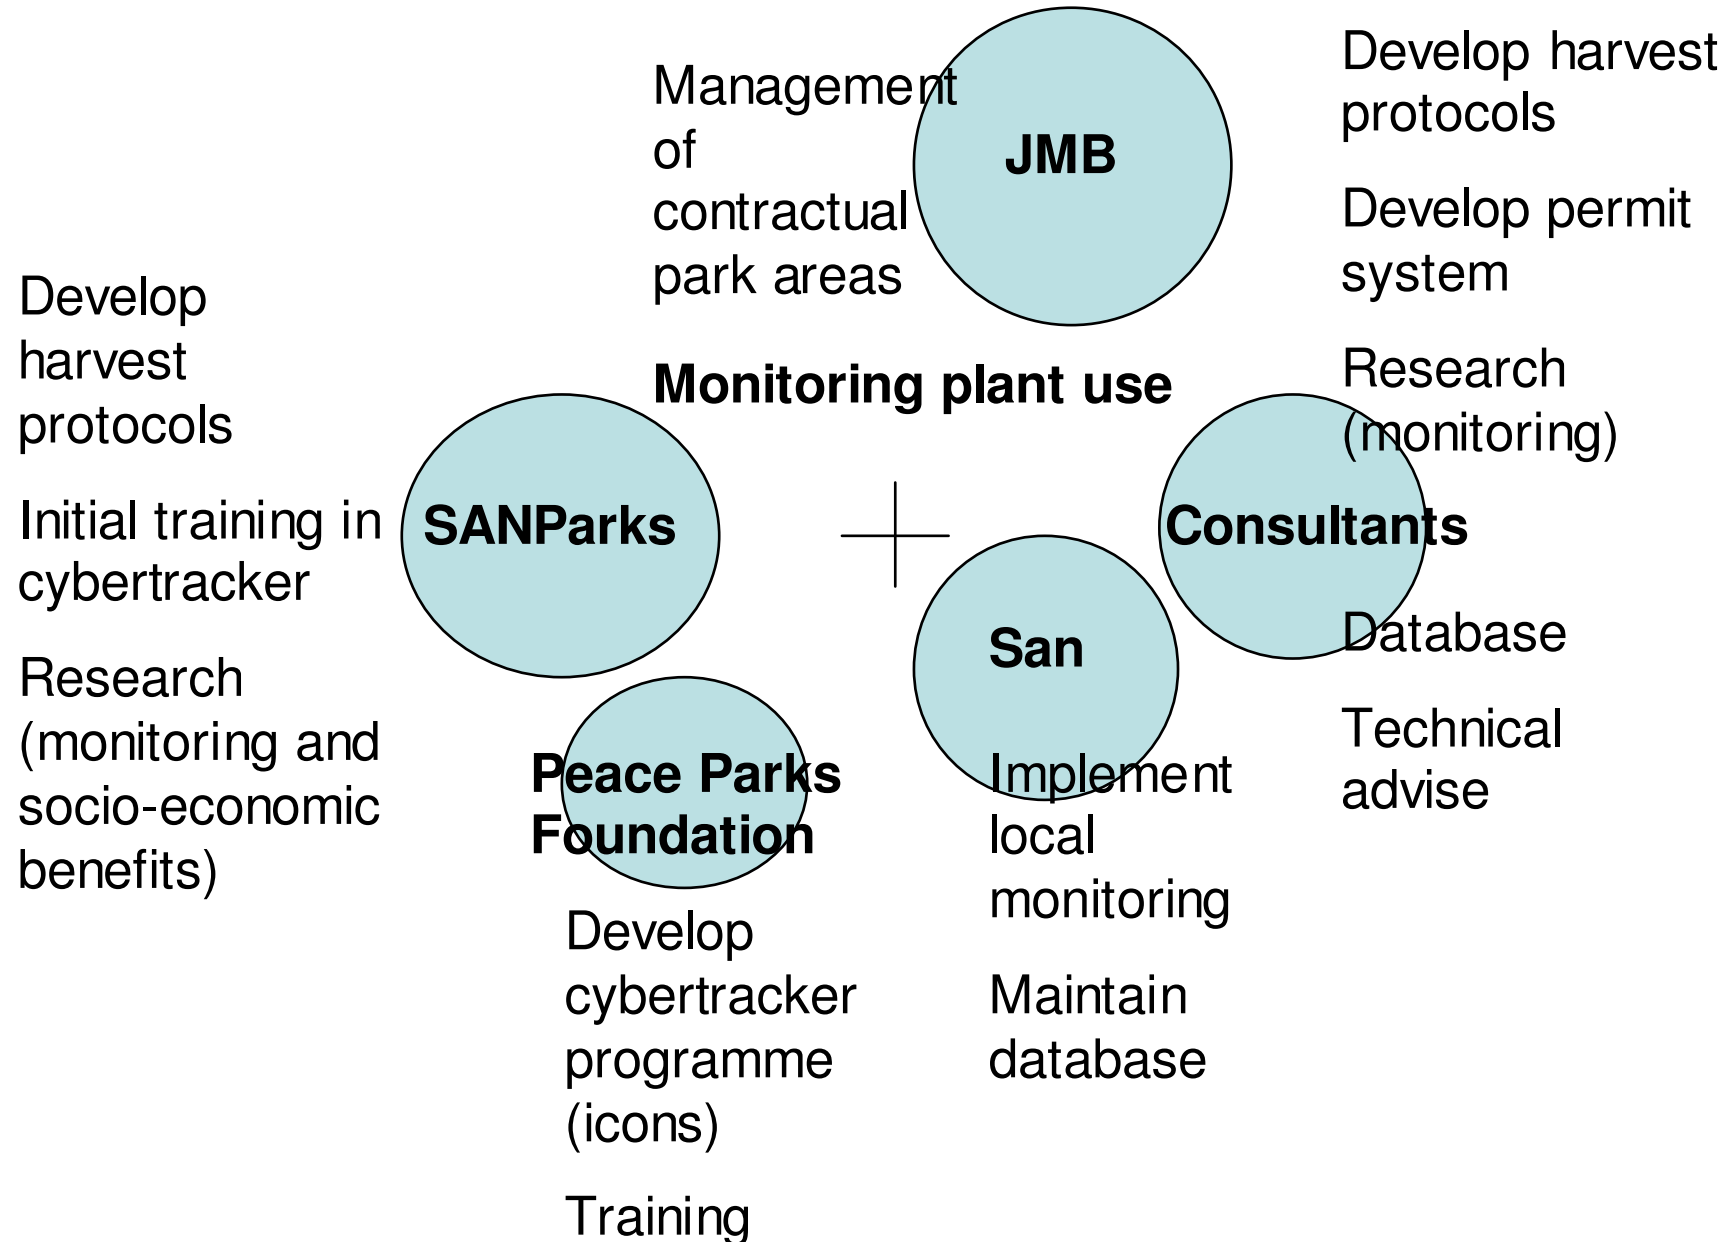 Management
of
contractual
park areas
JMB
Develop harvest
protocols
Develop permit
system
Research
(monitoring)
Database
Technical
advise
Consultants
Monitoring plant use
Develop
harvest
protocols
Initial training in
cybertracker
Research
(monitoring and
socio-economic
benefits)
SANParks
San
Implement
local
monitoring
Maintain
database
Peace Parks
Foundation
Develop
cybertracker
programme
(icons)
Training